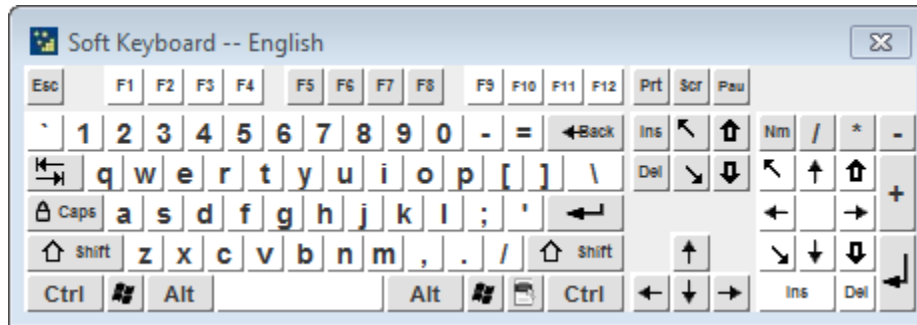 Soft Keyboard -- English
Esc F1 F2 F3 F4 F5 F6 F7 F8 F9 F10 F11 F12 Prt Scr Pau
` 1 2 3 4 5 6 7 8 9 0 - = Back Ins Nm / * -
q w e r t y u i o p [ ] \ Del +
Caps a s d f g h j k l ; '
Shift z x c v b n m , . / Shift
Ctrl Alt Alt Ctrl Ins Del